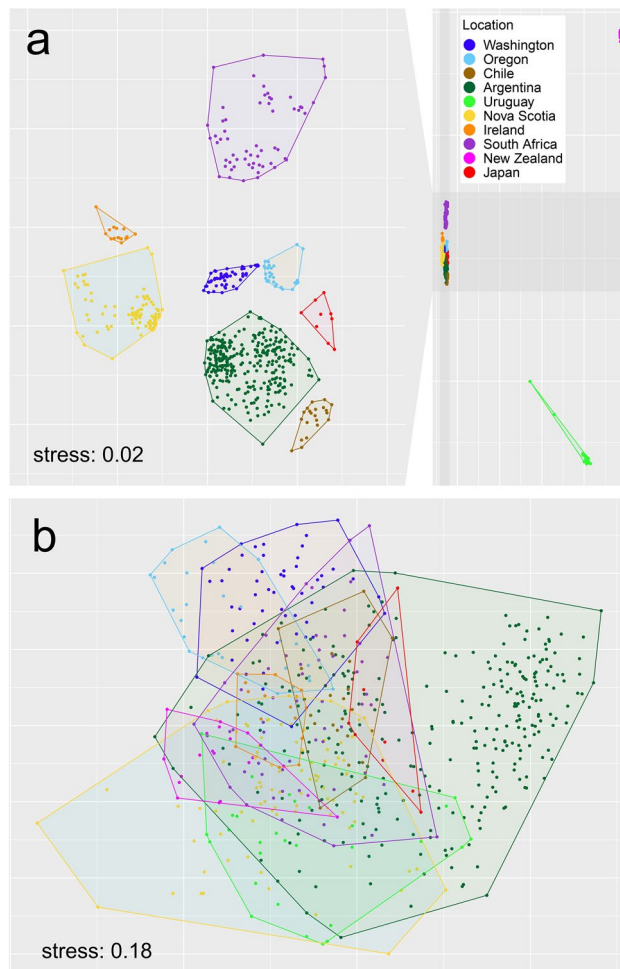 a
Location
Washington
Oregon
Chile
Argentina
Uruguay
Nova Scotia
Ireland
South Africa
New Zealand
Japan
stress: 0.02
b
stress: 0.18